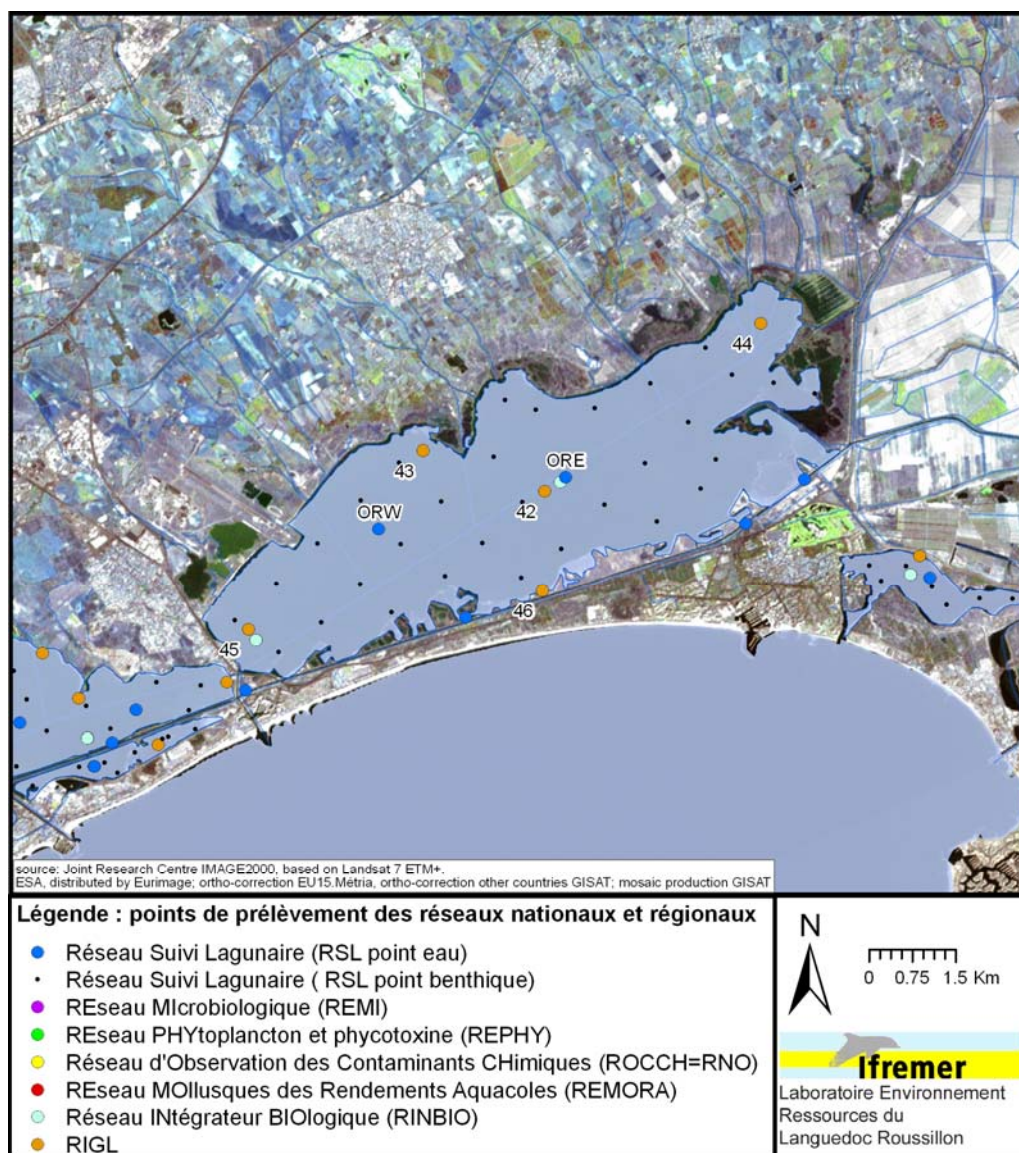 44
43
ORE
ORW
42
46
45
source: Joint Research Centre IMAGE2000, based on Landsat 7 ETM+.
ESA, distributed by Eurimage; ortho-correction EU15.Métria, ortho-correction other countries GISAT; mosaic production GISAT
Légende : points de prélèvement des réseaux nationaux et régionaux
Réseau Suivi Lagunaire (RSL point eau)
Réseau Suivi Lagunaire ( RSL point benthique)
REseau MIcrobiologique (REMI)
REseau PHYtoplancton et phycotoxine (REPHY)
Réseau d'Observation des Contaminants CHimiques (ROCCH=RNO)
REseau MOllusques des Rendements Aquacoles (REMORA)
Réseau INtégrateur BIOlogique (RINBIO)
RIGL
N
0 0.75 1.5 Km
Ifremer
Laboratoire Environnement
Ressources du
Languedoc Roussillon